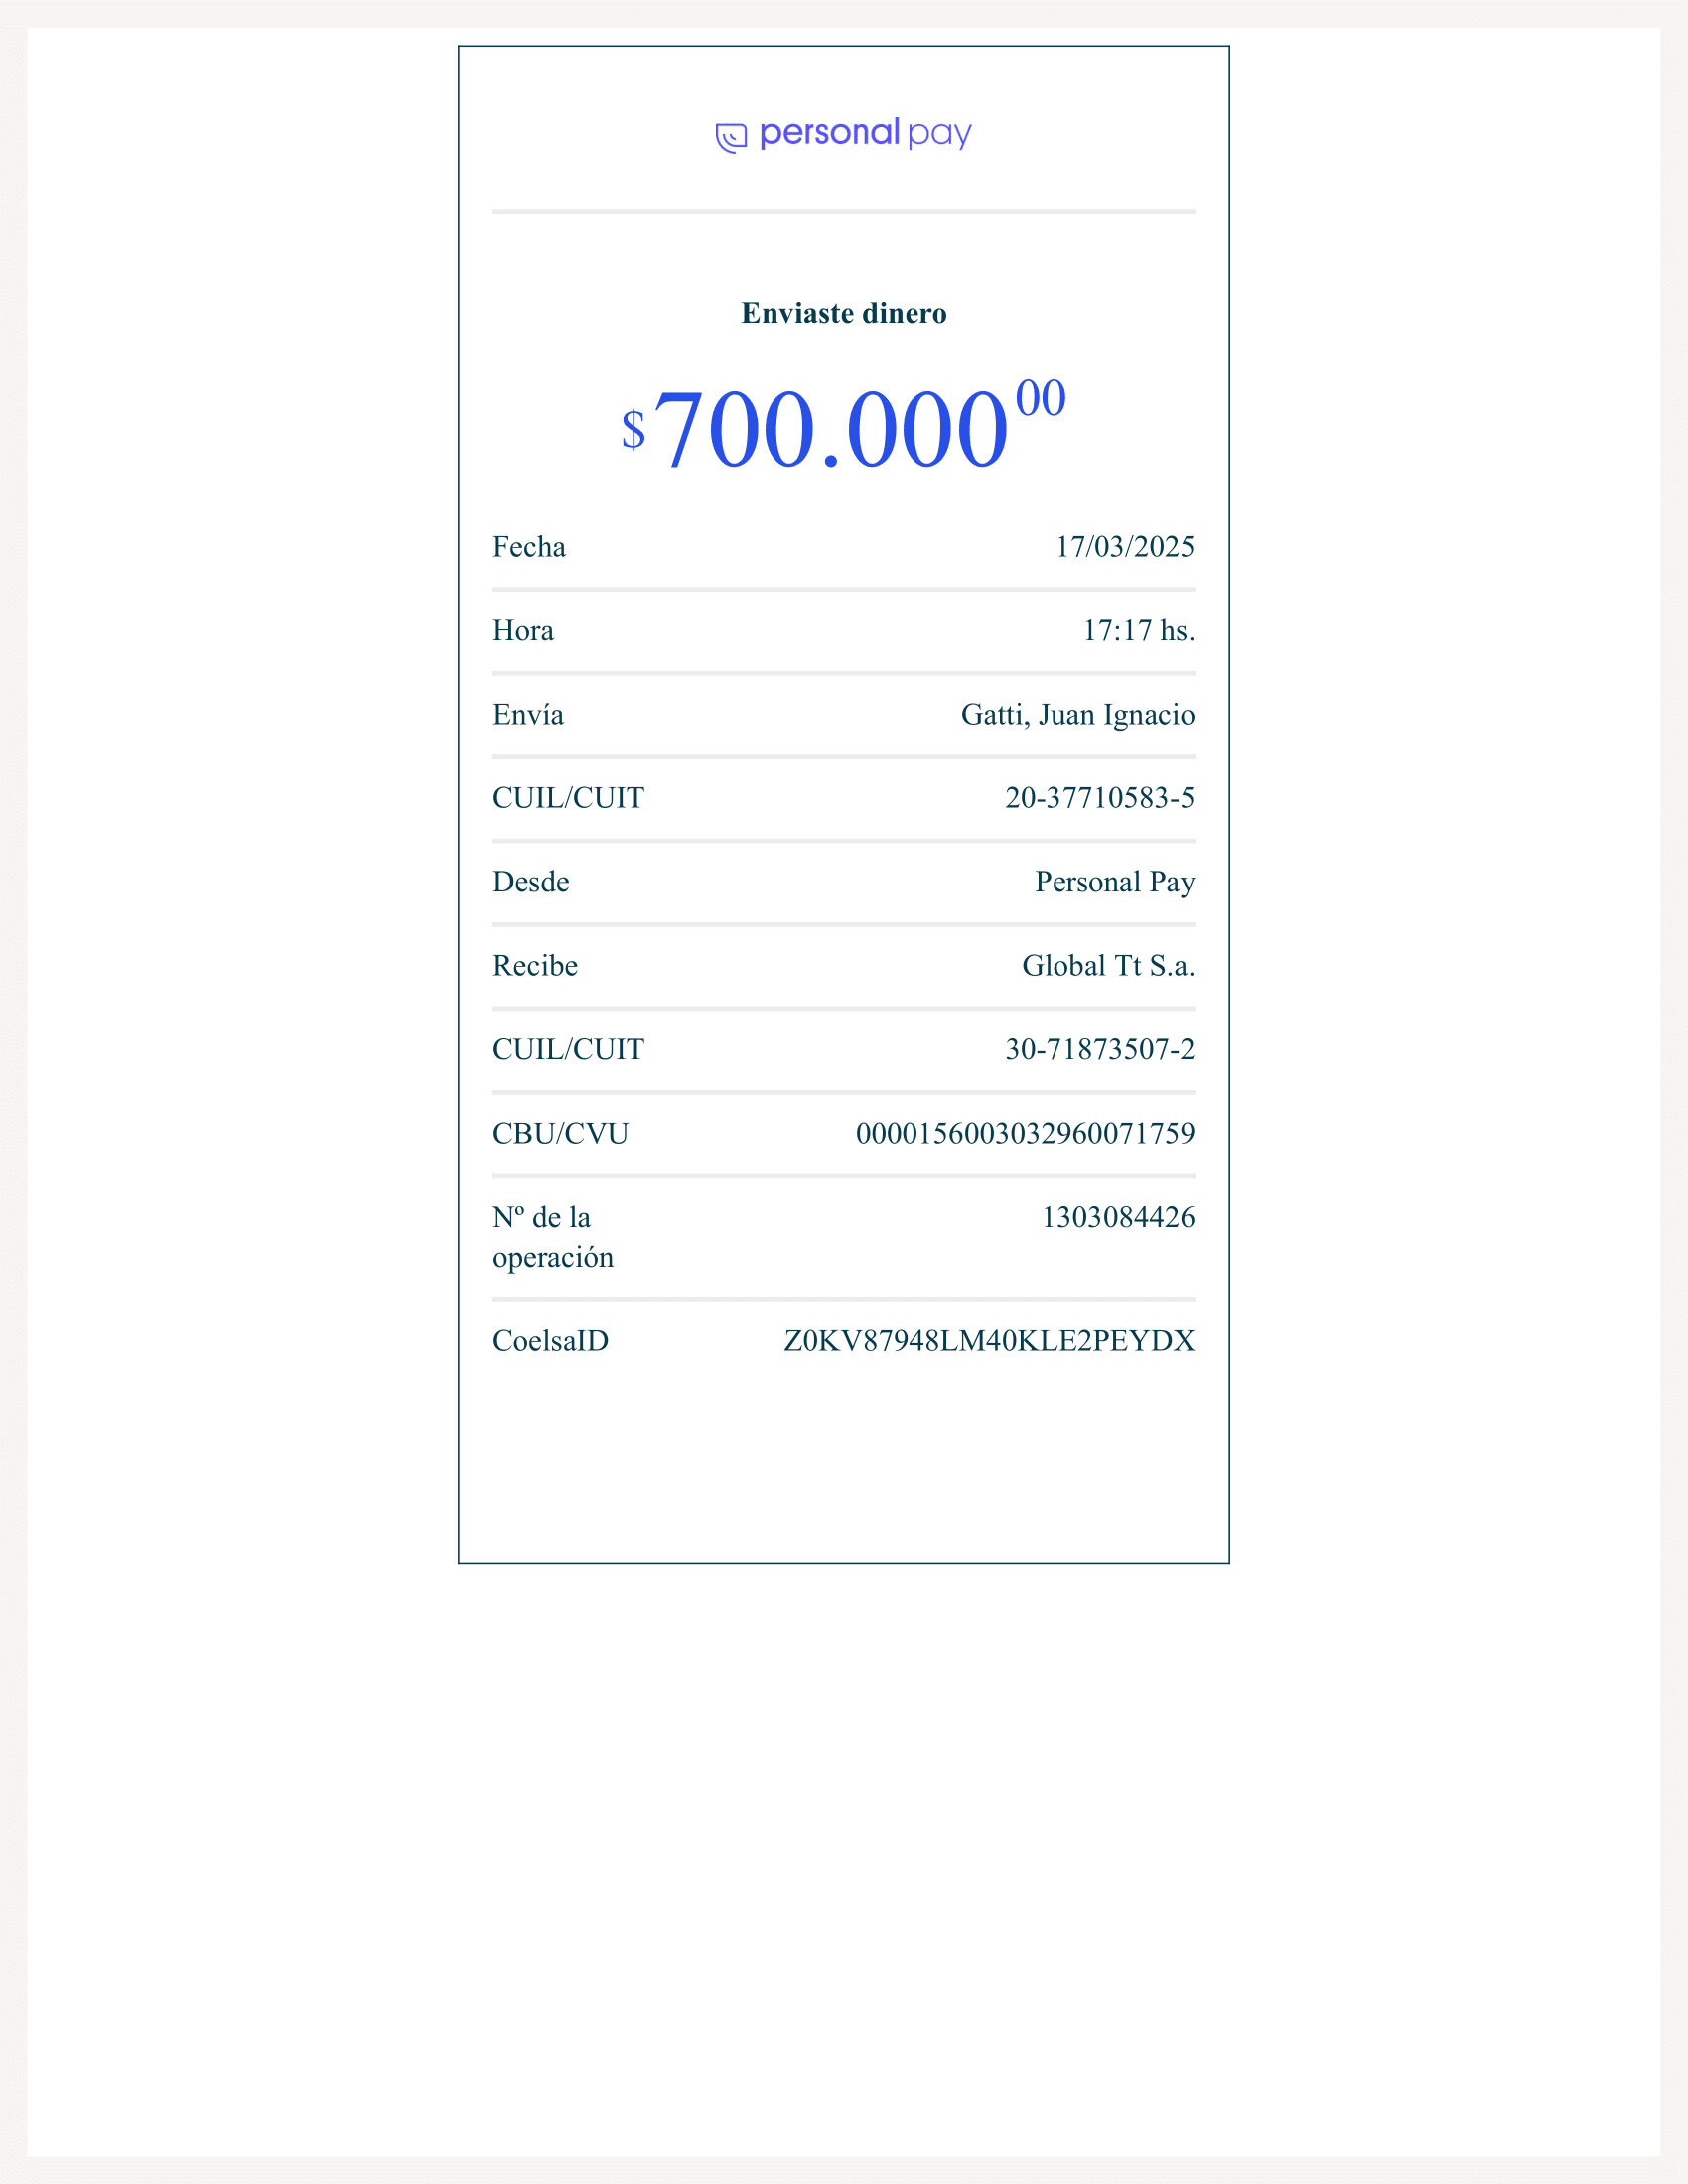 personal pay
Enviaste dinero
$700.00000
Fecha 17/03/2025
Hora 17:17 hs.
Envía Gatti, Juan Ignacio
CUIL/CUIT 20-37710583-5
Desde Personal Pay
Recibe Global Tt S.a.
CUIL/CUIT 30-71873507-2
CBU/CVU 0000156003032960071759
Nº de la 1303084426
operación
CoelsaID Z0KV87948LM40KLE2PEYDX